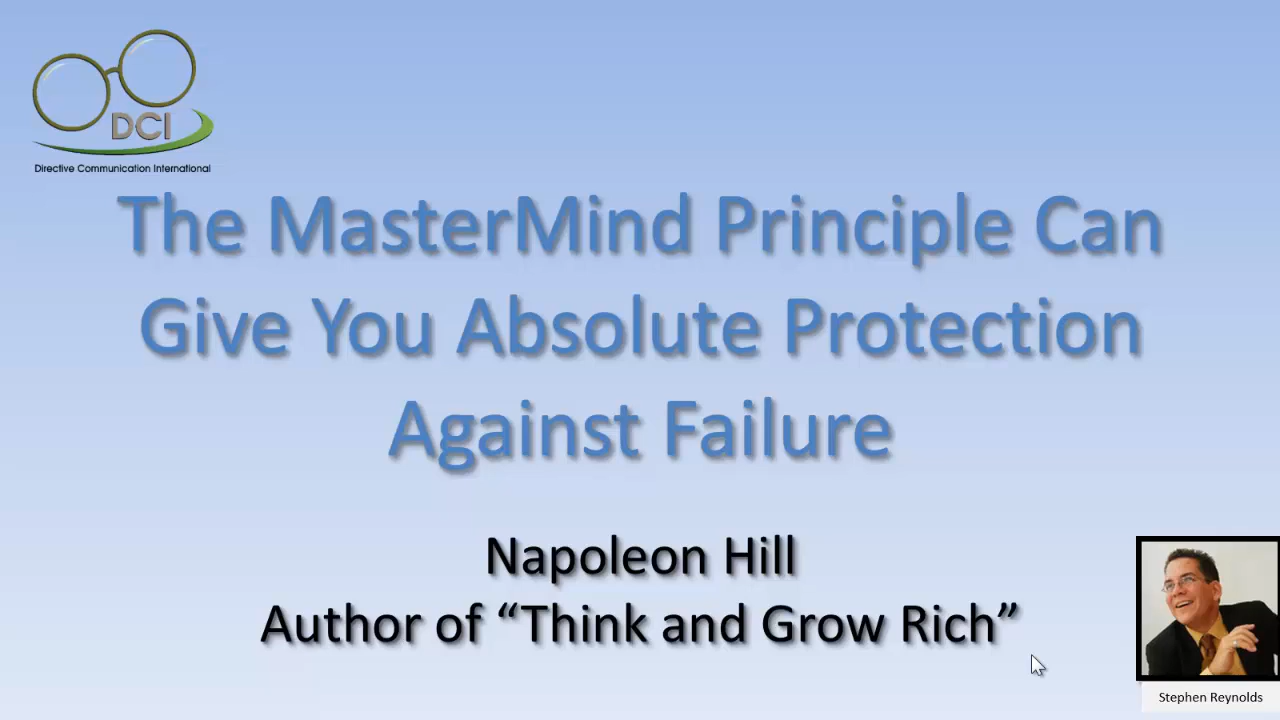 DCI
Directive Communication International
The MasterMind Principle Can
Give You Absolute Protection
Against Failure
Napoleon Hill
Author of “Think and Grow Rich”
Stephen Reynolds